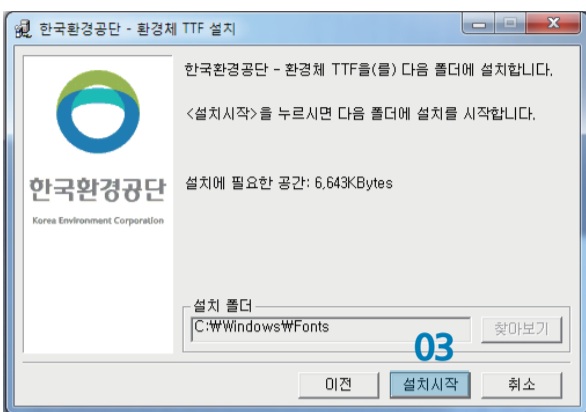 한국환경공단 - 환경체 TTF 설치
한국환경공단 - 환경체 TTF을(를) 다음 폴더에 설치합니다.
<설치시작>을 누르시면 다음 폴더에 설치를 시작합니다.
한국환경공단
Korea Environment Corporation
설치에 필요한 공간: 6,643KBytes
설치 폴더
C:₩Windows₩Fonts
찾아보기
03
이전
설치시작
취소